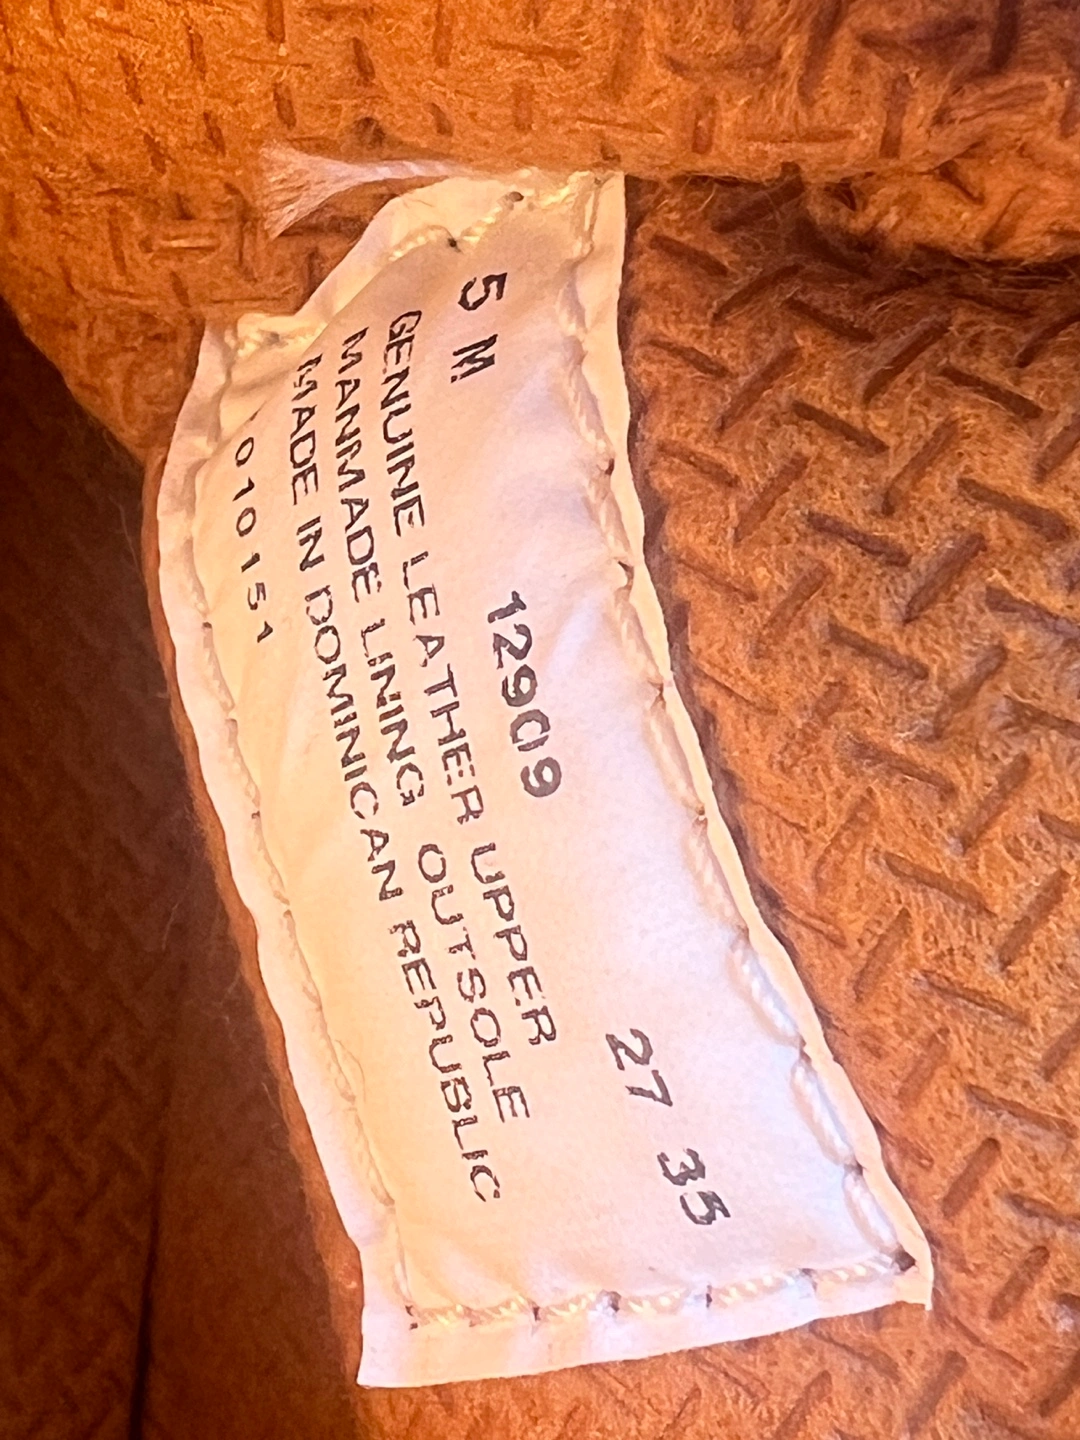 5 M 12909 27 35
GENUINE LEATHER UPPER
MANMADE LINING OUTSOLE
MADE IN DOMINICAN REPUBLIC
010151